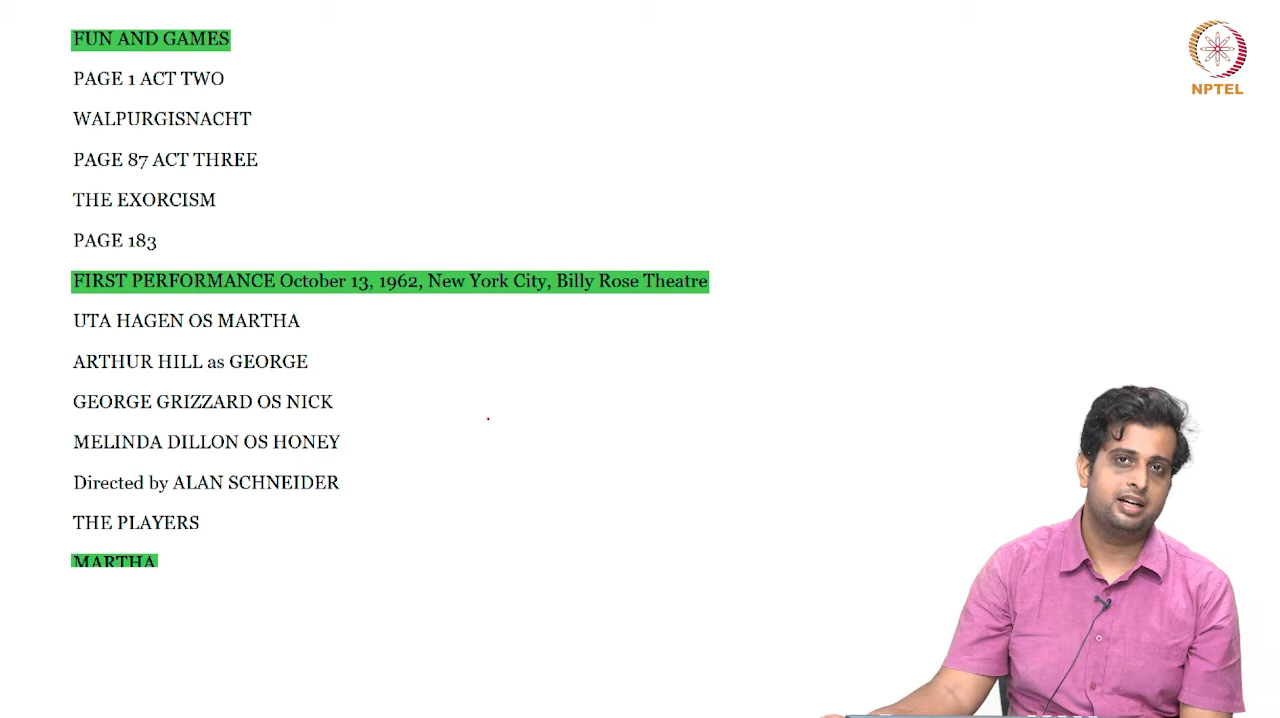 FUN AND GAMES
PAGE 1 ACT TWO
WALPURGISNACHT
PAGE 87 ACT THREE
THE EXORCISM
PAGE 183
FIRST PERFORMANCE October 13, 1962, New York City, Billy Rose Theatre
UTA HAGEN OS MARTHA
ARTHUR HILL as GEORGE
GEORGE GRIZZARD OS NICK
MELINDA DILLON OS HONEY
Directed by ALAN SCHNEIDER
THE PLAYERS
MARTHA
NPTEL